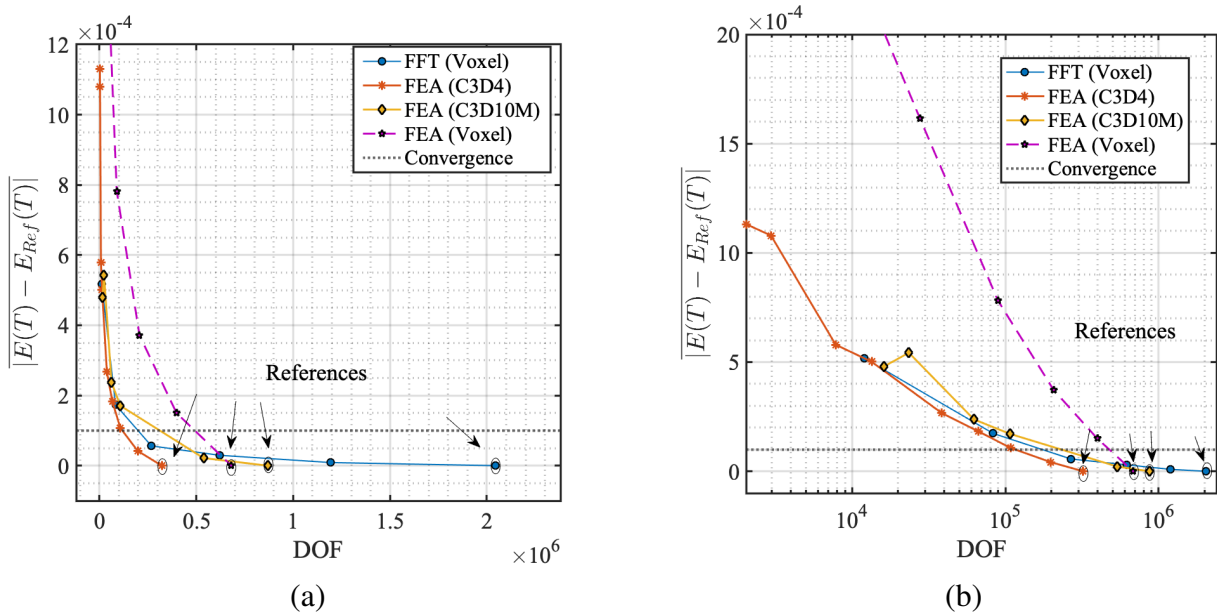 ×10⁻⁴
12
10
8
6
4
2
0
|E(T) − E_Ref(T)|
FFT (Voxel)
FEA (C3D4)
FEA (C3D10M)
FEA (Voxel)
Convergence
References
0 0.5 1 1.5 2
DOF ×10⁶
(a)
×10⁻⁴
20
15
10
5
0
|E(T) − E_Ref(T)|
FFT (Voxel)
FEA (C3D4)
FEA (C3D10M)
FEA (Voxel)
Convergence
References
10⁴ 10⁵ 10⁶
DOF
(b)